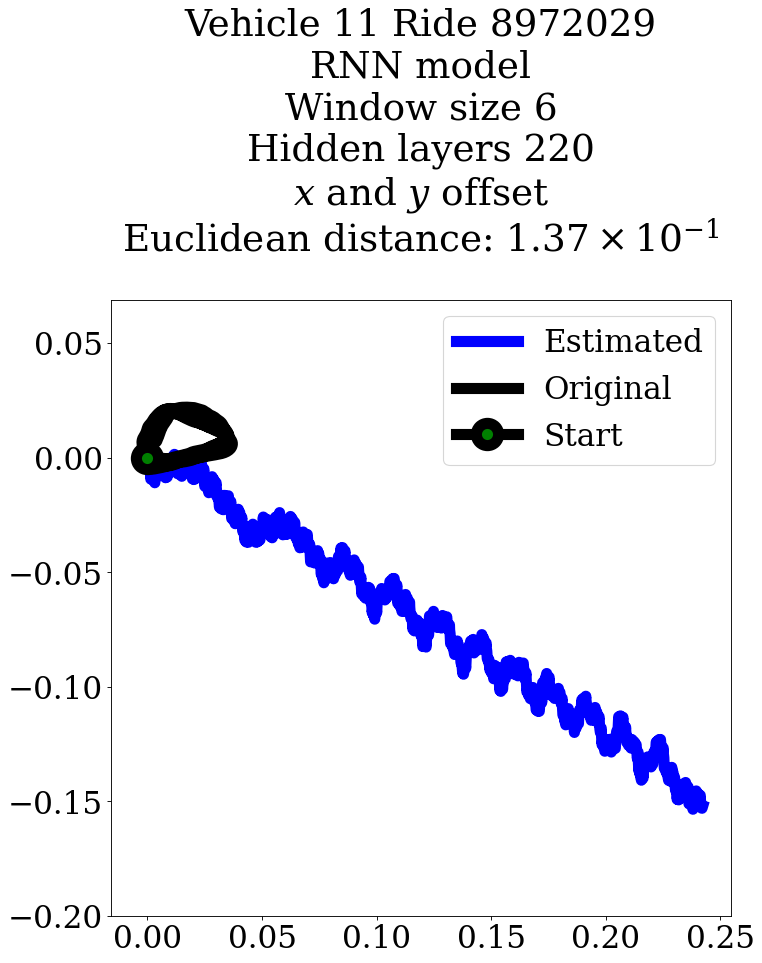 Vehicle 11 Ride 8972029
RNN model
Window size 6
Hidden layers 220
x and y offset
Euclidean distance: 1.37 × 10⁻¹
Estimated
Original
Start
0.05
0.00
−0.05
−0.10
−0.15
−0.20
0.00 0.05 0.10 0.15 0.20 0.25